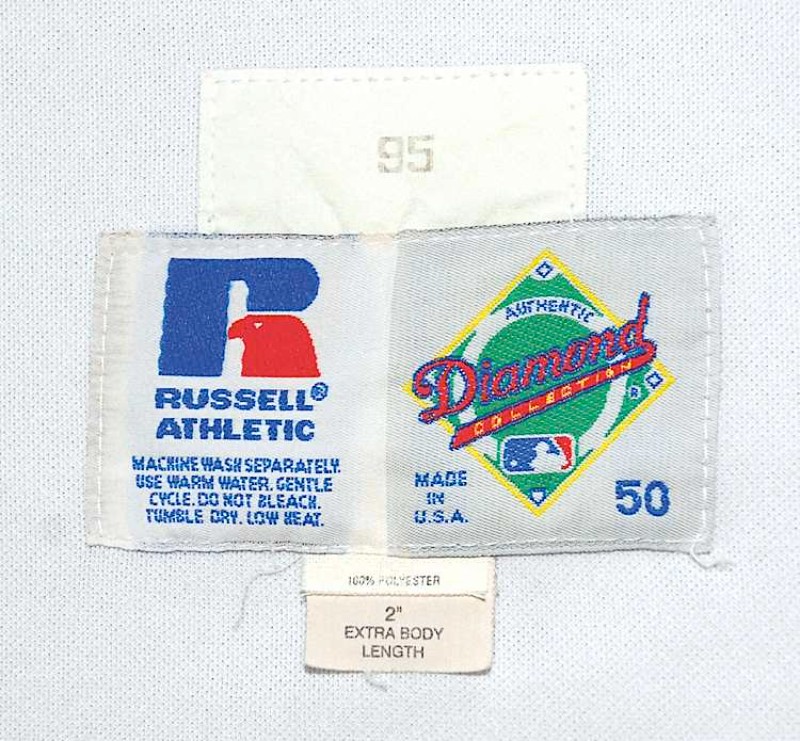 95
RUSSELL®
ATHLETIC
MACHINE WASH SEPARATELY.
USE WARM WATER. GENTLE
CYCLE. DO NOT BLEACH.
TUMBLE DRY. LOW HEAT.
AUTHENTIC
Diamond
COLLECTION
®
MADE
IN
U.S.A.
50
100% POLYESTER
2"
EXTRA BODY
LENGTH